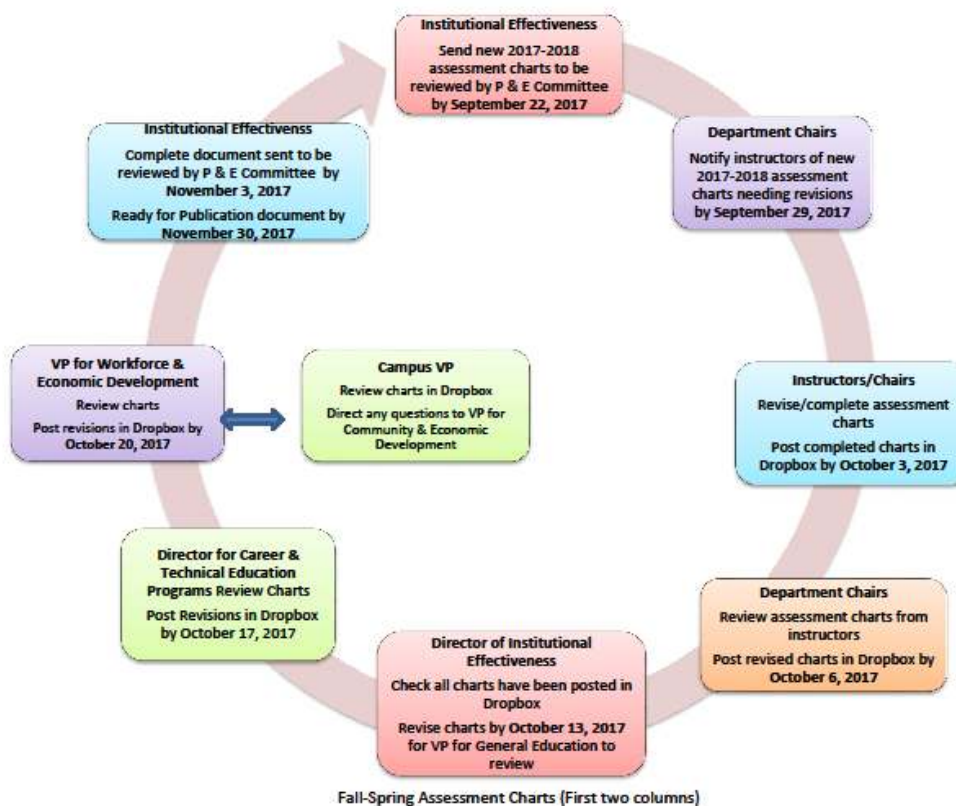 Institutional Effectiveness
Send new 2017-2018
assessment charts to be
reviewed by P & E Committee
by September 22, 2017
Department Chairs
Notify instructors of new
2017-2018 assessment
charts needing revisions
by September 29, 2017
Instructors/Chairs
Revise/complete assessment
charts
Post completed charts in
Dropbox by October 3, 2017
Department Chairs
Review assessment charts from
instructors
Post revised charts in Dropbox by
October 6, 2017
Director of Institutional
Effectiveness
Check all charts have been posted in
Dropbox
Revise charts by October 13, 2017
for VP for General Education to
review
Director for Career &
Technical Education
Programs Review Charts
Post Revisions in Dropbox
by October 17, 2017
VP for Workforce &
Economic Development
Review charts
Post revisions in Dropbox by
October 20, 2017
Campus VP
Review charts in Dropbox
Direct any questions to VP for
Community & Economic
Development
Institutional Effectivenss
Complete document sent to be
reviewed by P & E Committee by
November 3, 2017
Ready for Publication document by
November 30, 2017
Fall-Spring Assessment Charts (First two columns)